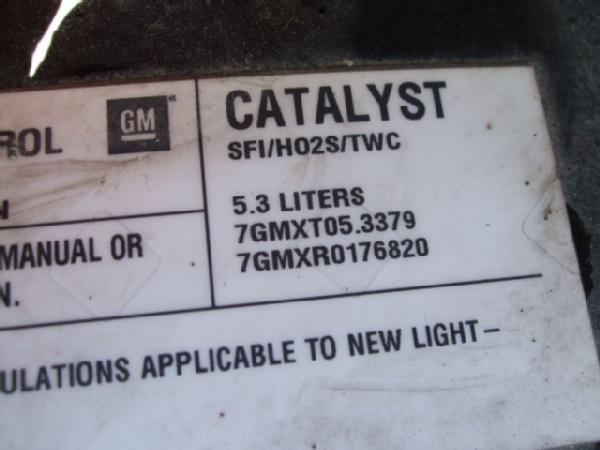 ROL
GM
CATALYST
SFI/HO2S/TWC
N
MANUAL OR
N.
5.3 LITERS
7GMXT05.3379
7GMXR0176820
ULATIONS APPLICABLE TO NEW LIGHT-